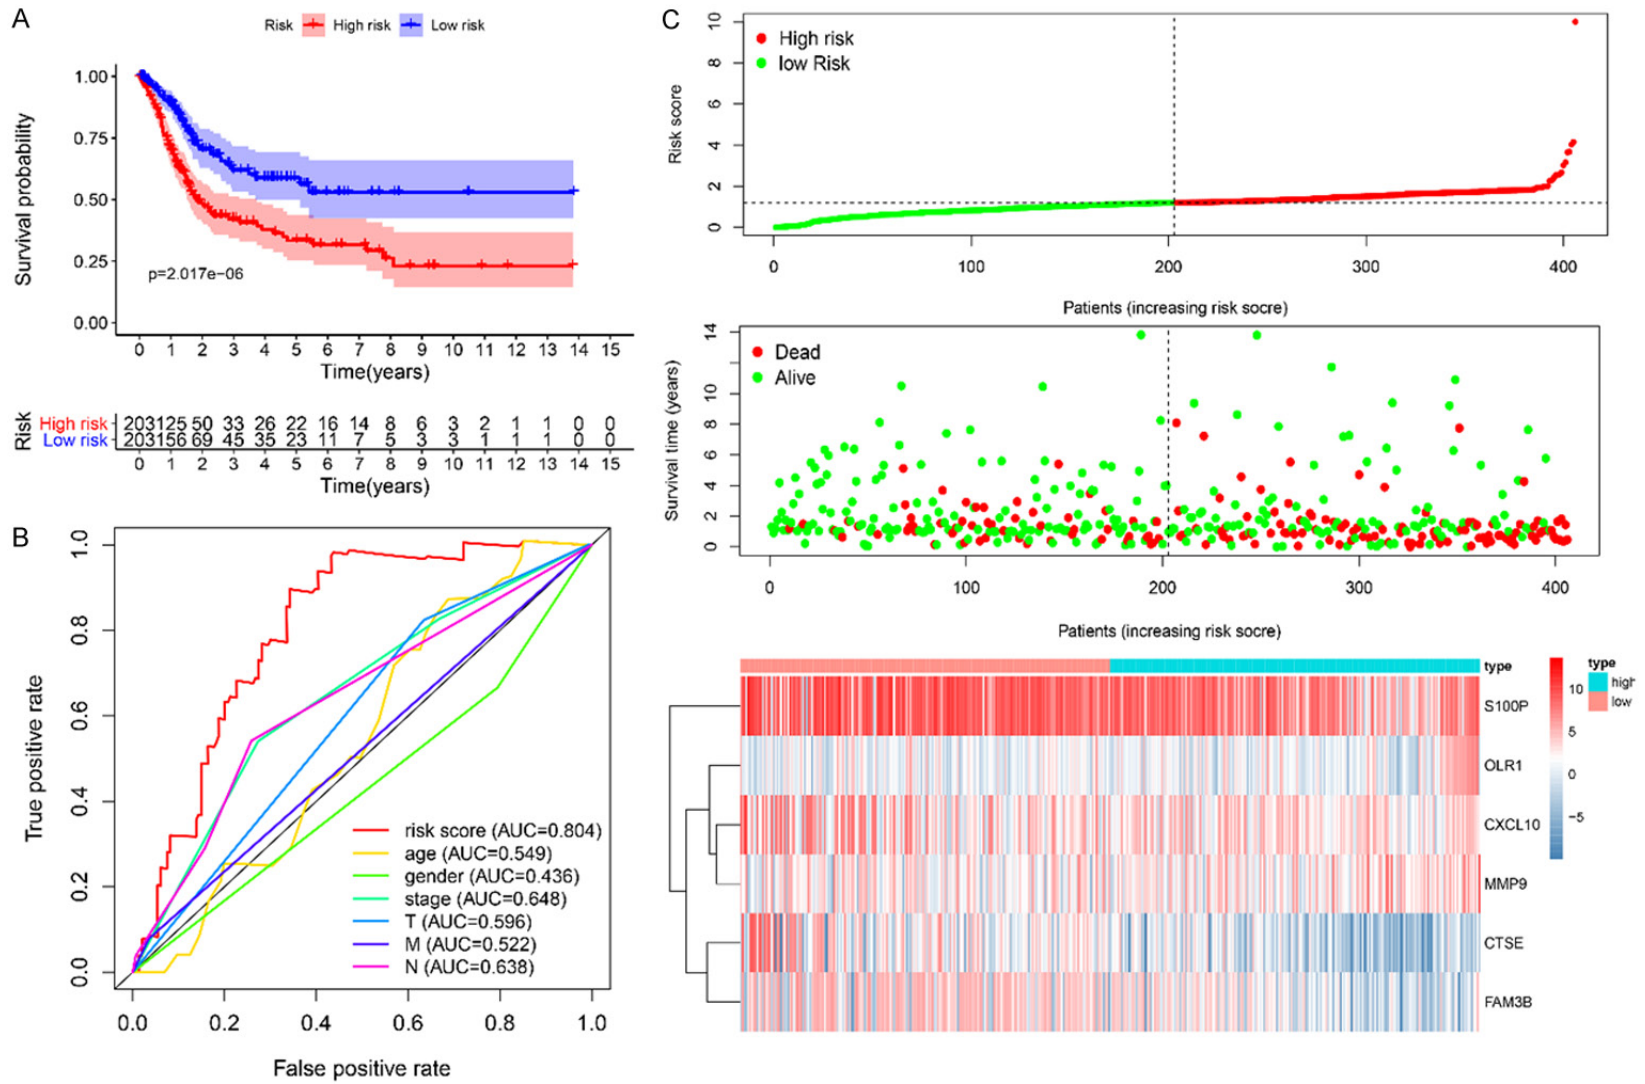 A
Risk High risk Low risk
Survival probability
1.00
0.75
0.50
0.25
0.00
p=2.017e−06
0 1 2 3 4 5 6 7 8 9 10 11 12 13 14 15
Time(years)
Risk
High risk 203 125 50 33 26 22 16 14 8 6 3 2 1 1 0 0
Low risk 203 156 69 45 35 23 11 7 5 3 3 1 1 1 0 0
0 1 2 3 4 5 6 7 8 9 10 11 12 13 14 15
Time(years)
B
True positive rate
1.0
0.8
0.6
0.4
0.2
0.0
risk score (AUC=0.804)
age (AUC=0.549)
gender (AUC=0.436)
stage (AUC=0.648)
T (AUC=0.596)
M (AUC=0.522)
N (AUC=0.638)
0.0 0.2 0.4 0.6 0.8 1.0
False positive rate
C
Risk score
10
8
6
4
2
0
High risk
low Risk
0 100 200 300 400
Patients (increasing risk socre)
Survival time (years)
14
10
8
6
4
2
0
Dead
Alive
0 100 200 300 400
Patients (increasing risk socre)
type
S100P
OLR1
CXCL10
MMP9
CTSE
FAM3B
10
5
0
−5
type
high
low